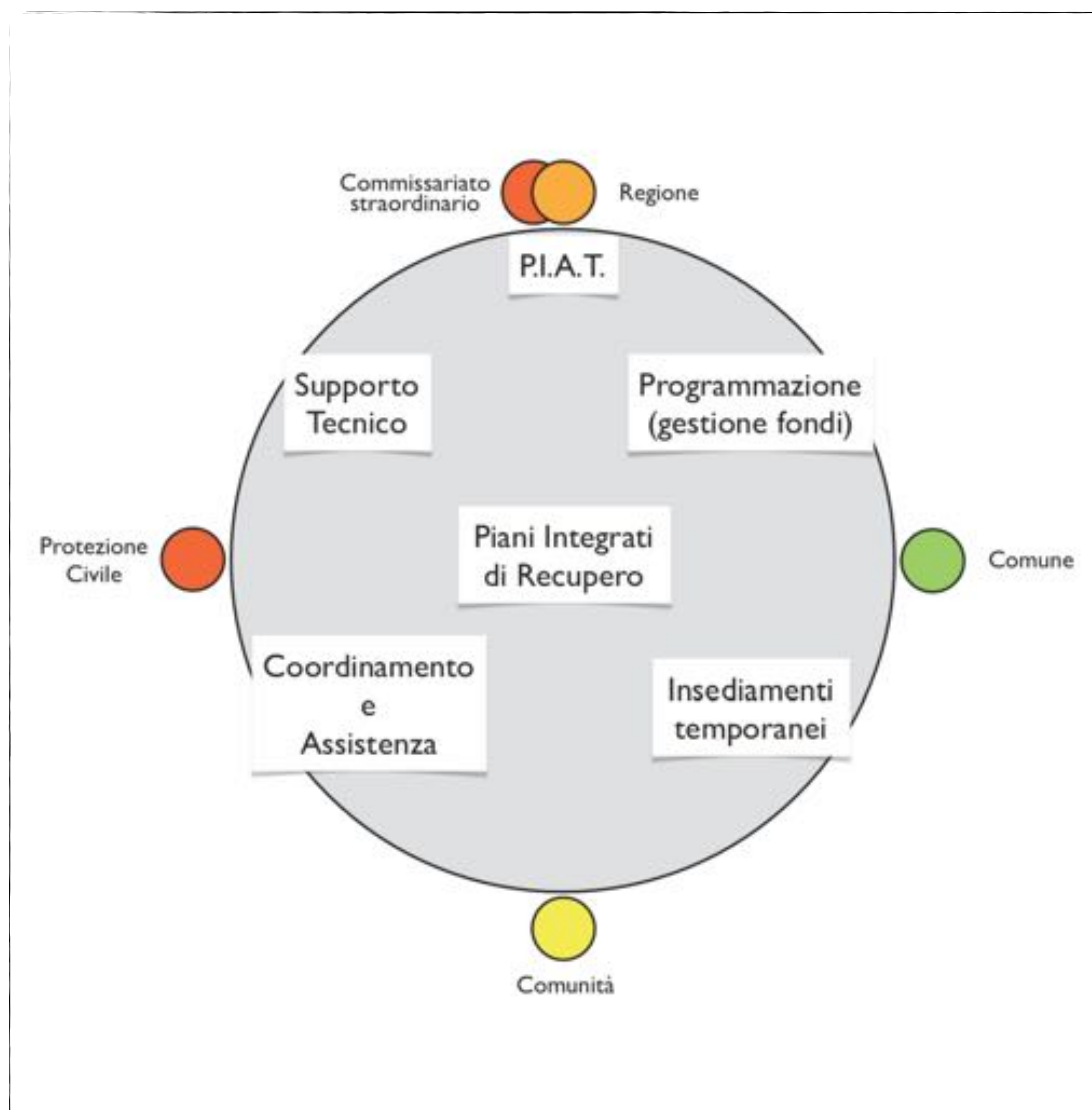 Commissariato
straordinario
Regione
P.I.A.T.
Supporto
Tecnico
Programmazione
(gestione fondi)
Protezione
Civile
Piani Integrati
di Recupero
Comune
Coordinamento
e
Assistenza
Insediamenti
temporanei
Comunità